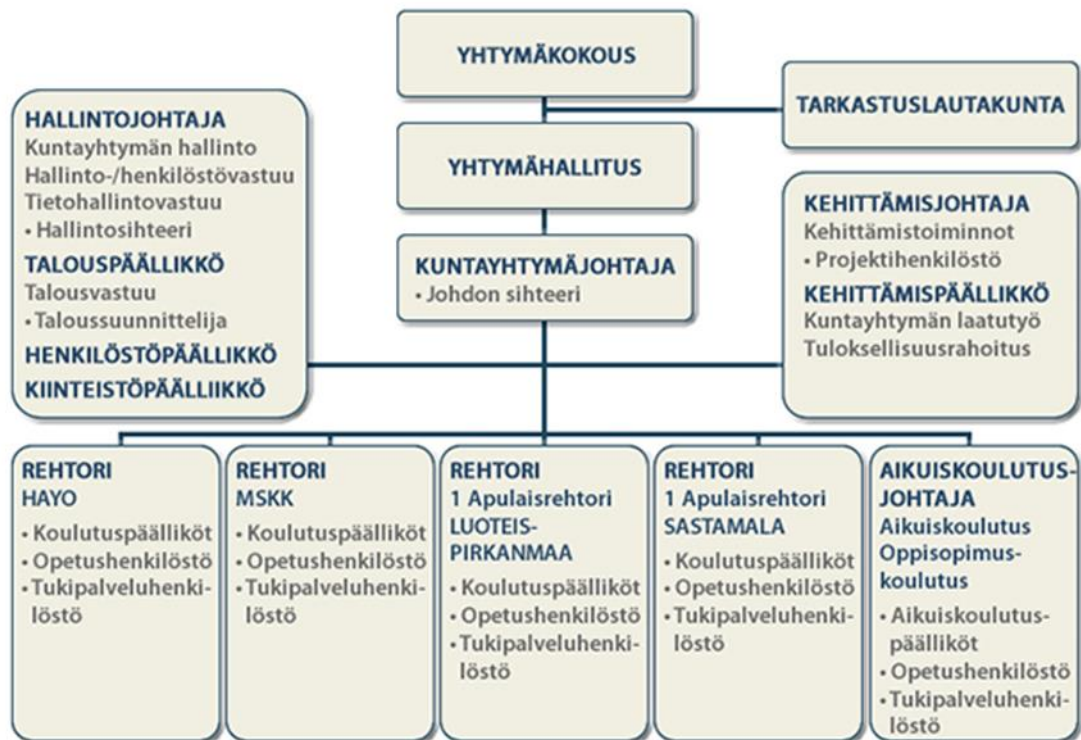 YHTYMÄKOKOUS
TARKASTUSLAUTAKUNTA
HALLINTOJOHTAJA
Kuntayhtymän hallinto
Hallinto-/henkilöstövastuu
Tietohallintovastuu
• Hallintosihteeri
TALOUSPÄÄLLIKKÖ
Talousvastuu
• Taloussuunnittelija
HENKILÖSTÖPÄÄLLIKKÖ
KIINTEISTÖPÄÄLLIIKKÖ
YHTYMÄHALLITUS
KUNTAYHTYMÄJOHTAJA
• Johdon sihteeri
KEHITTÄMISJOHTAJA
Kehittämistoiminnot
• Projektihenkilöstö
KEHITTÄMISPÄÄLLIKKÖ
Kuntayhtymän laatutyö
Tuloksellisuusrahoitus
REHTORI
HAYO
• Koulutuspäälliköt
• Opetushenkilöstö
• Tukipalveluhenki-
löstö
REHTORI
MSKK
• Koulutuspäälliköt
• Opetushenkilöstö
• Tukipalveluhenki-
löstö
REHTORI
1 Apulaisrehtori
LUOTEIS-
PIRKANMAA
• Koulutuspäälliköt
• Opetushenkilöstö
• Tukipalveluhenki-
löstö
REHTORI
1 Apulaisrehtori
SASTAMALA
• Koulutuspäälliköt
• Opetushenkilöstö
• Tukipalveluhenki-
löstö
AIKUISKOULUTUS-
JOHTAJA
Aikuiskoulutus
Oppisopimus-
koulutus
• Aikuiskoulutus-
päälliköt
• Opetushenkilöstö
• Tukipalveluhenki-
löstö